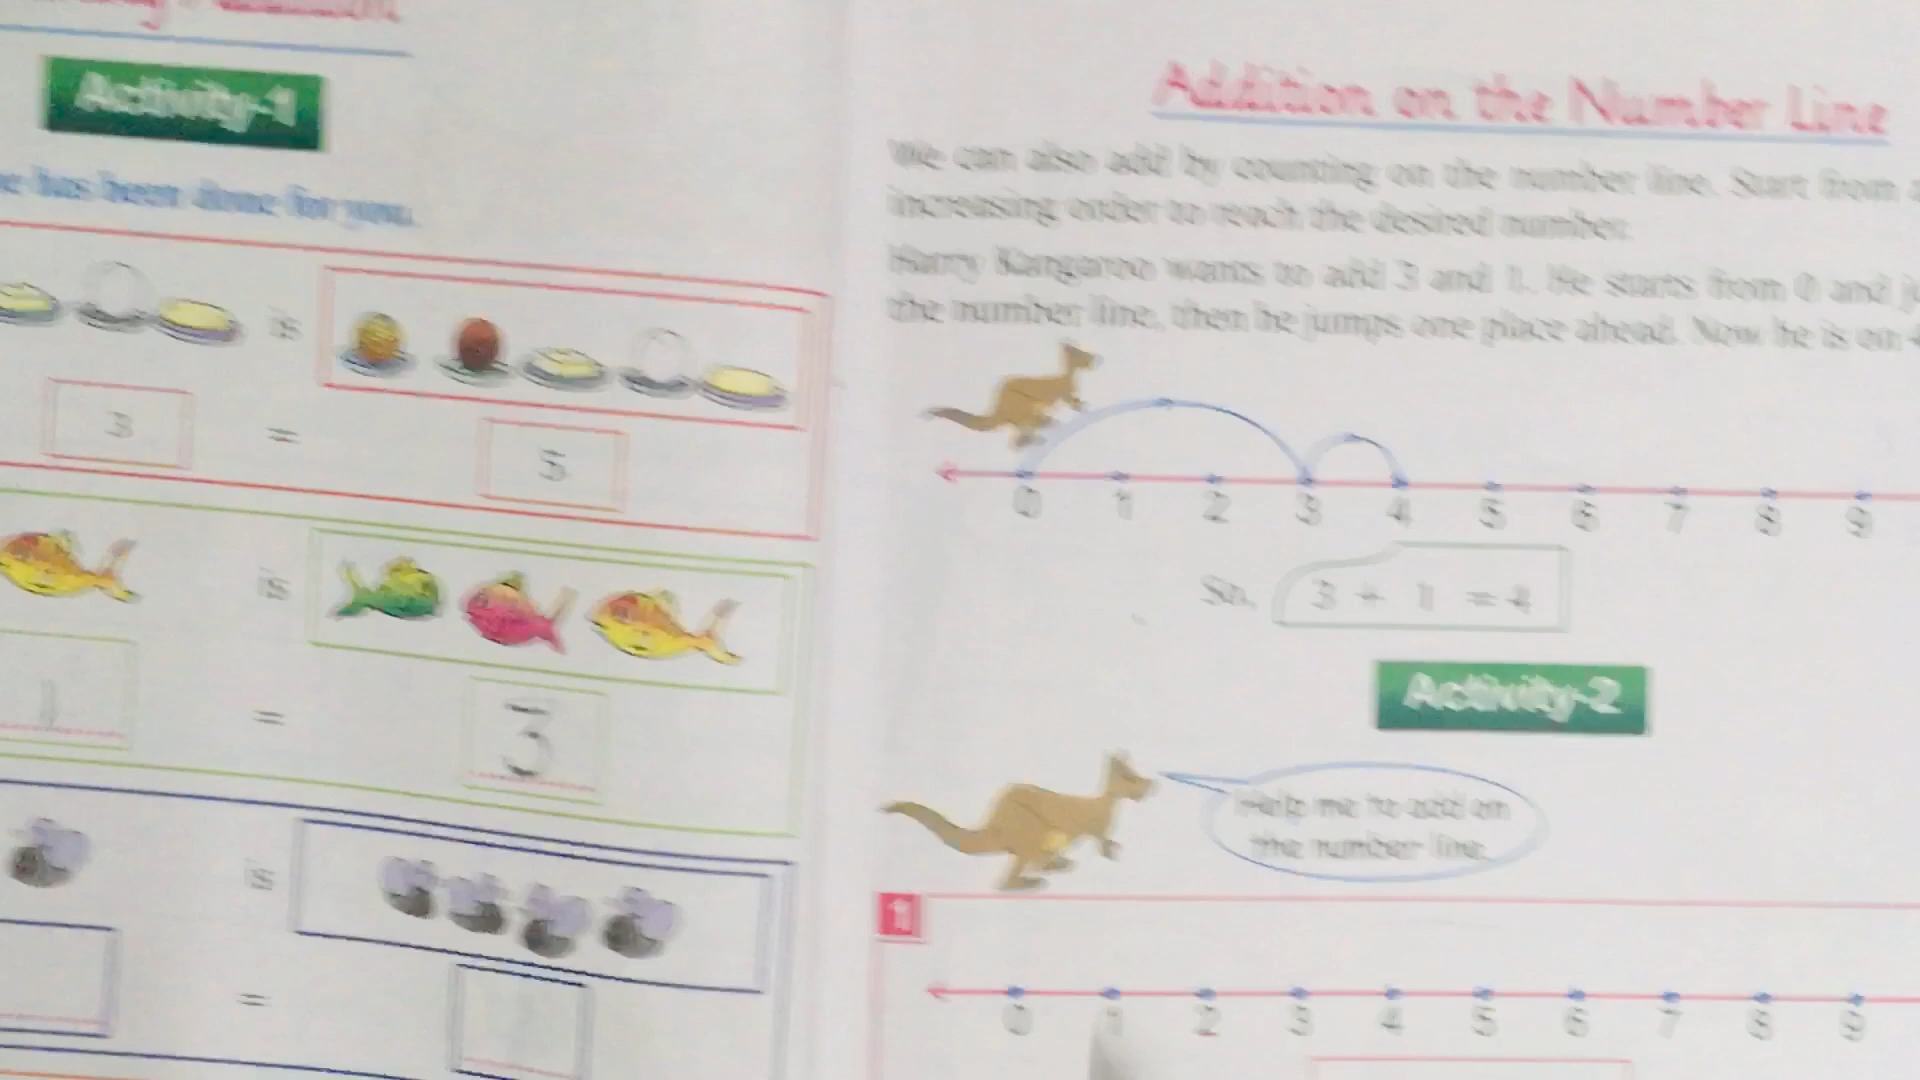 Addition
Activity-1
e has been done for you.
is
3 = 5
is
1 = 3
is
=
Addition on the Number Line
We can also add by counting on the number line. Start from
increasing order to reach the desired number.
Harry Kangaroo wants to add 3 and 1. He starts from 0 and
the number line, then he jumps one place ahead. Now he is on 4
0 1 2 3 4 5 6 7 8 9
So, 3 + 1 = 4
Activity-2
Help me to add on
the number line.
1
0 1 2 3 4 5 6 7 8 9